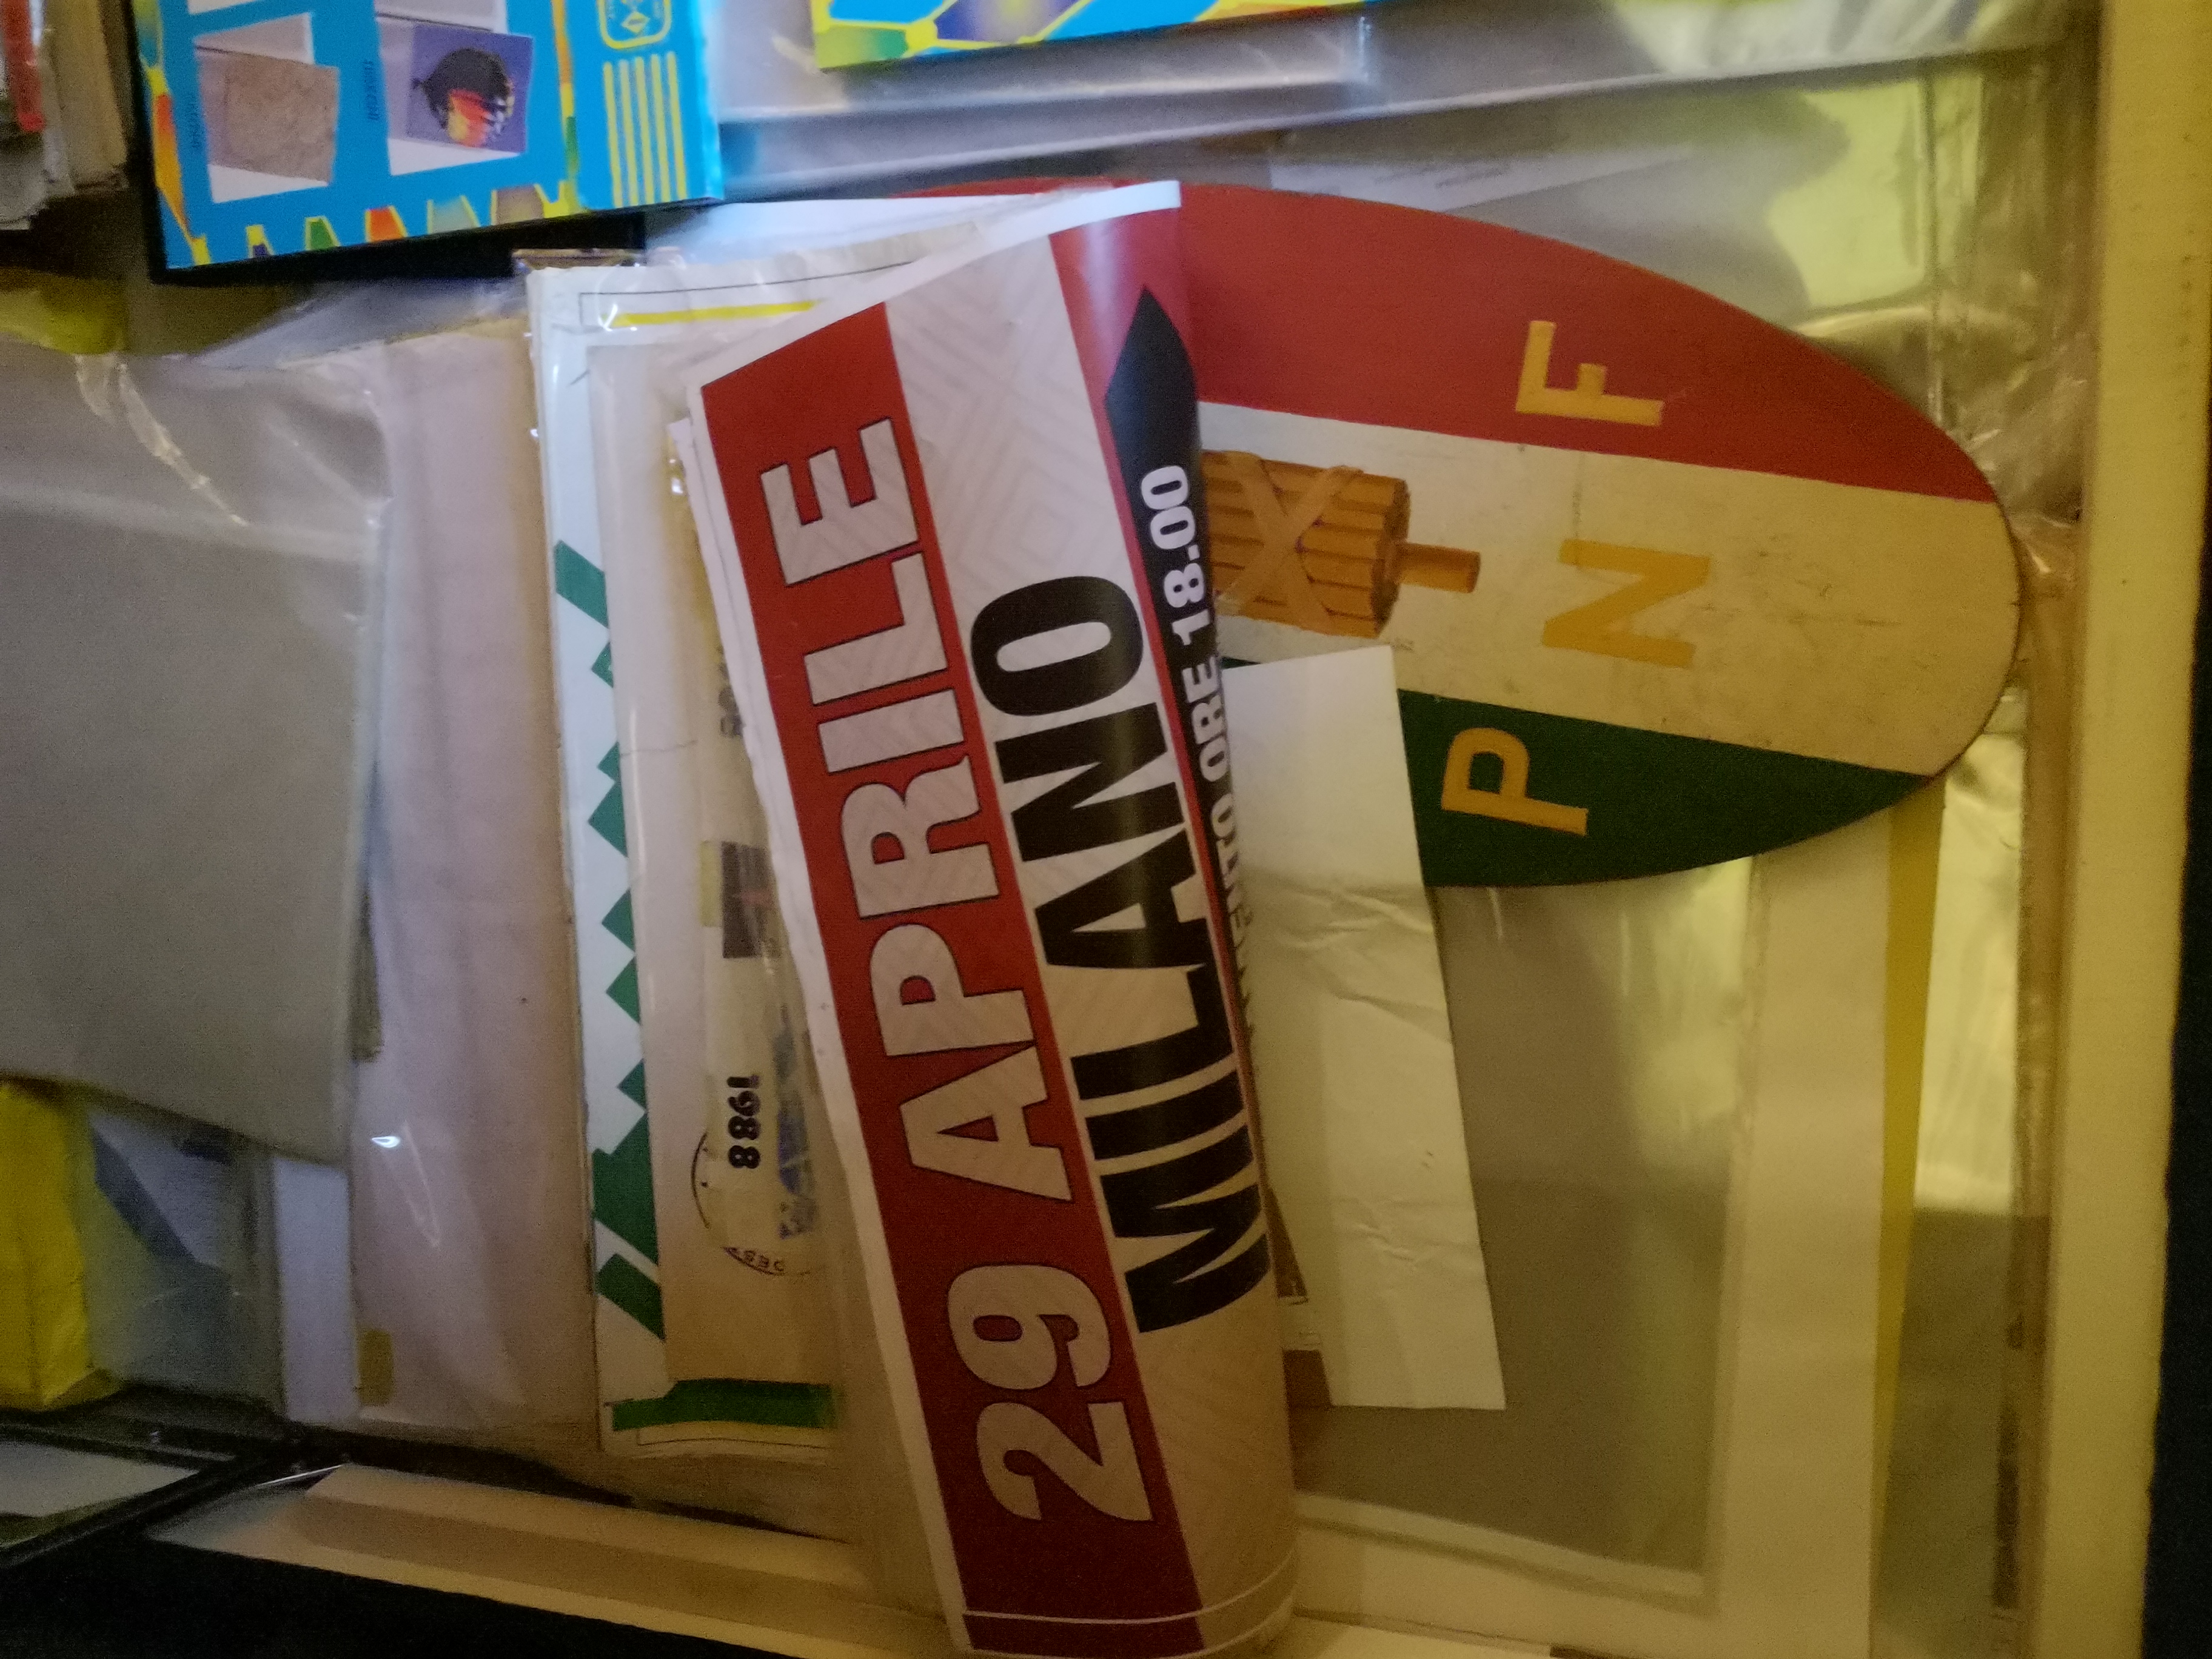 29 APRILE
MILANO
ORE 18.00
P N F
1988